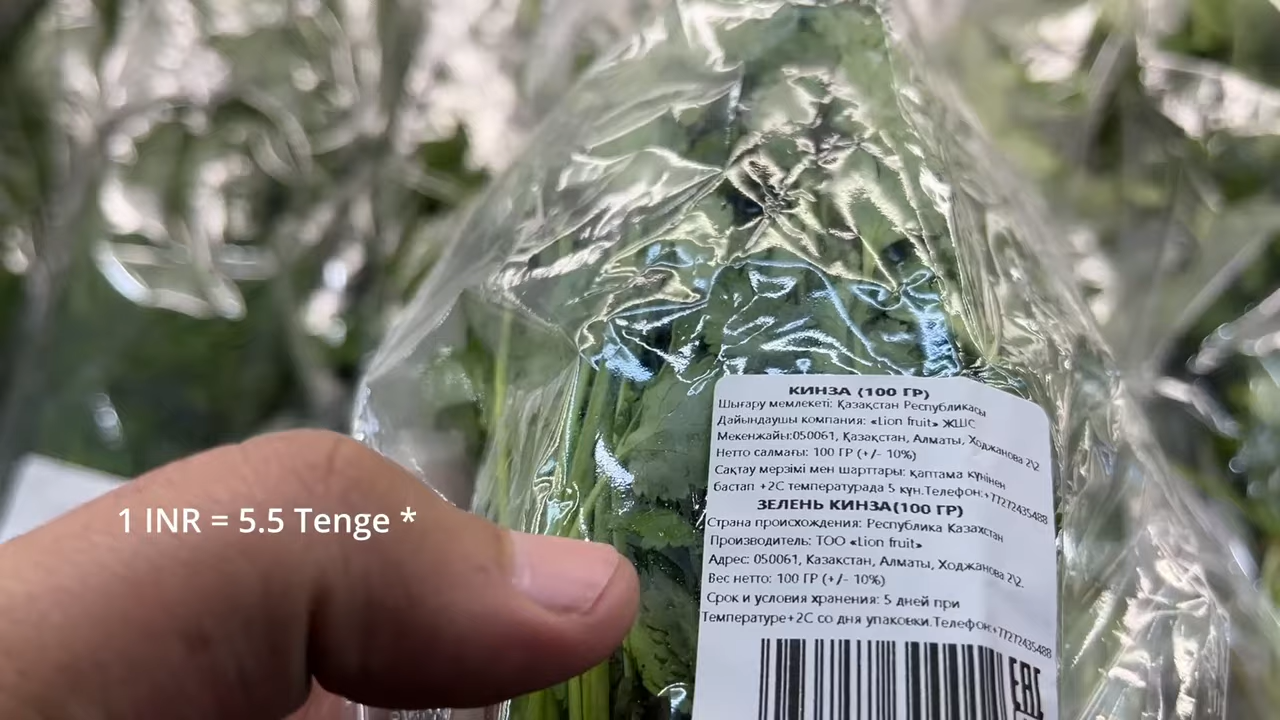 КИНЗА (100 ГР)
Шығару мемлекеті: Қазақстан Республикасы
Дайындаушы компания: «Lion fruit» ЖШС
Мекенжайы:050061, Қазақстан, Алматы, Ходжанова 2\2
Нетто салмағы: 100 ГР (+/- 10%)
Сақтау мерзімі мен шарттары: қаптама күнінен
бастап +2С температурада 5 күн.Телефон:+77272435488
ЗЕЛЕНЬ КИНЗА(100 ГР)
Страна происхождения: Республика Казахстан
Производитель: ТОО «Lion fruit»
Адрес: 050061, Казакстан, Алматы, Ходжанова 2\2.
Вес нетто: 100 ГР (+/- 10%)
Срок и условия хранения: 5 дней при
Температуре+2С со дня упаковки.Телефон:+77272435488
EAC
1 INR = 5.5 Tenge *